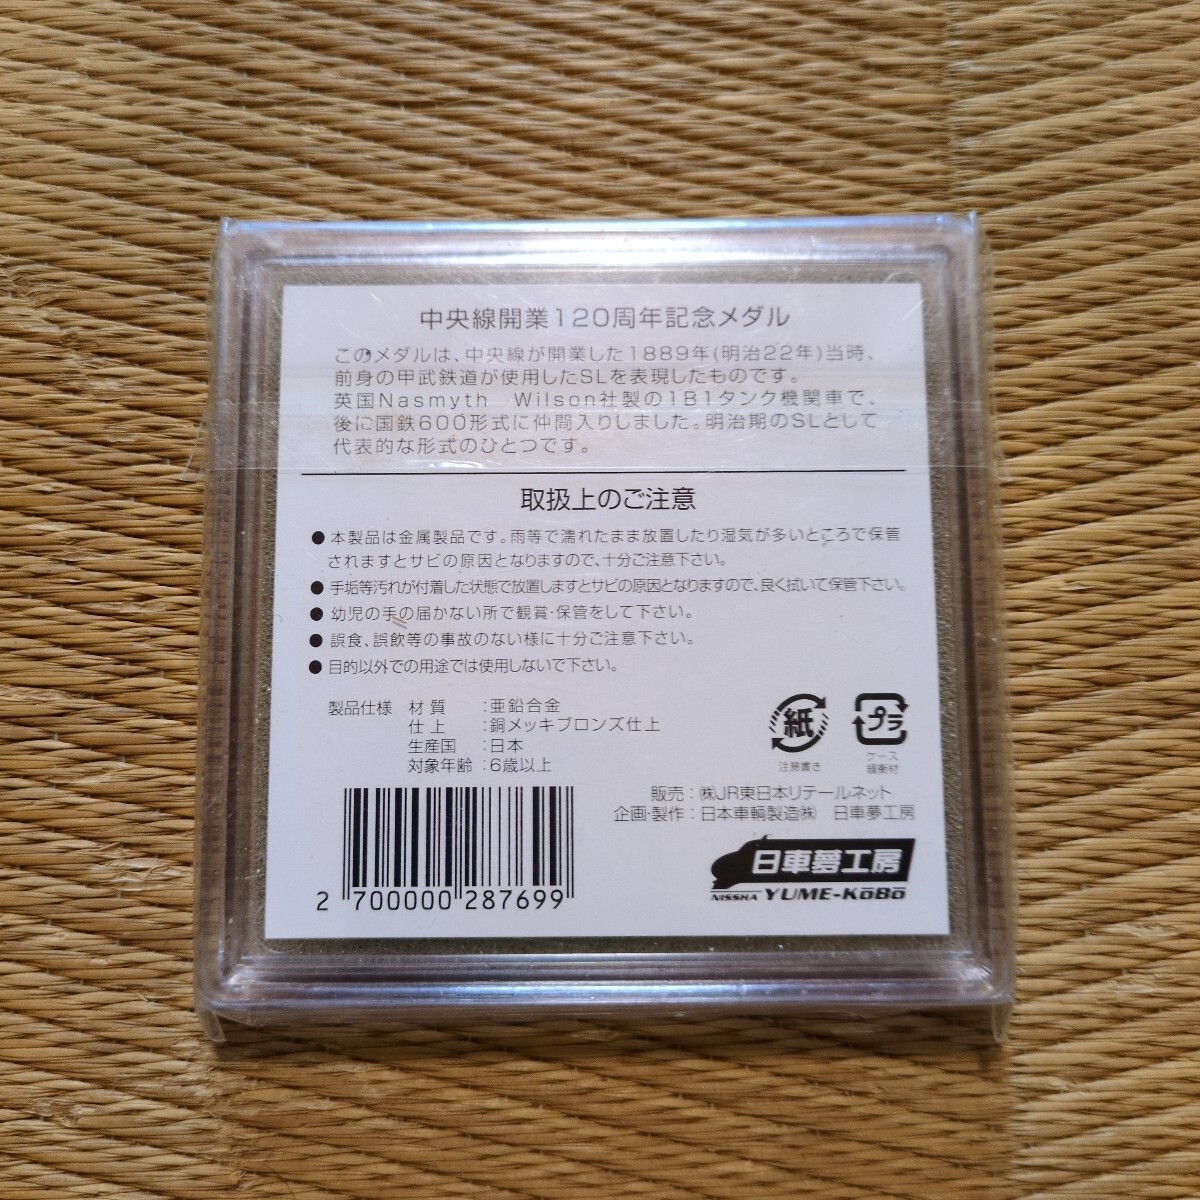 中央線開業120周年記念メダル
このメダルは、中央線が開業した1889年(明治22年)当時、
前身の甲武鉄道が使用したSLを表現したものです。
英国Nasmyth　Wilson社製の1B1タンク機関車で、
後に国鉄600形式に仲間入りしました。明治期のSLとして
代表的な形式のひとつです。
取扱上のご注意
●本製品は金属製品です。雨等で濡れたまま放置したり湿気が多いところで保管
されますとサビの原因となりますので、十分ご注意下さい。
●手垢等汚れが付着した状態で放置しますとサビの原因となりますので、良く拭いて保管下さい。
●幼児の手の届かない所で観賞・保管をして下さい。
●誤食、誤飲等の事故のない様に十分ご注意下さい。
●目的以外での用途では使用しないで下さい。
製品仕様 材質 :亜鉛合金
仕上 :銅メッキブロンズ仕上
生産国 :日本
対象年齢 :6歳以上
紙
注意書き
プラ
ケース
緩衝材
販売:㈱JR東日本リテールネット
企画・製作:日本車輌製造㈱　日車夢工房
日車夢工房
NISSHA YUME-KōBō
2 700000 287699